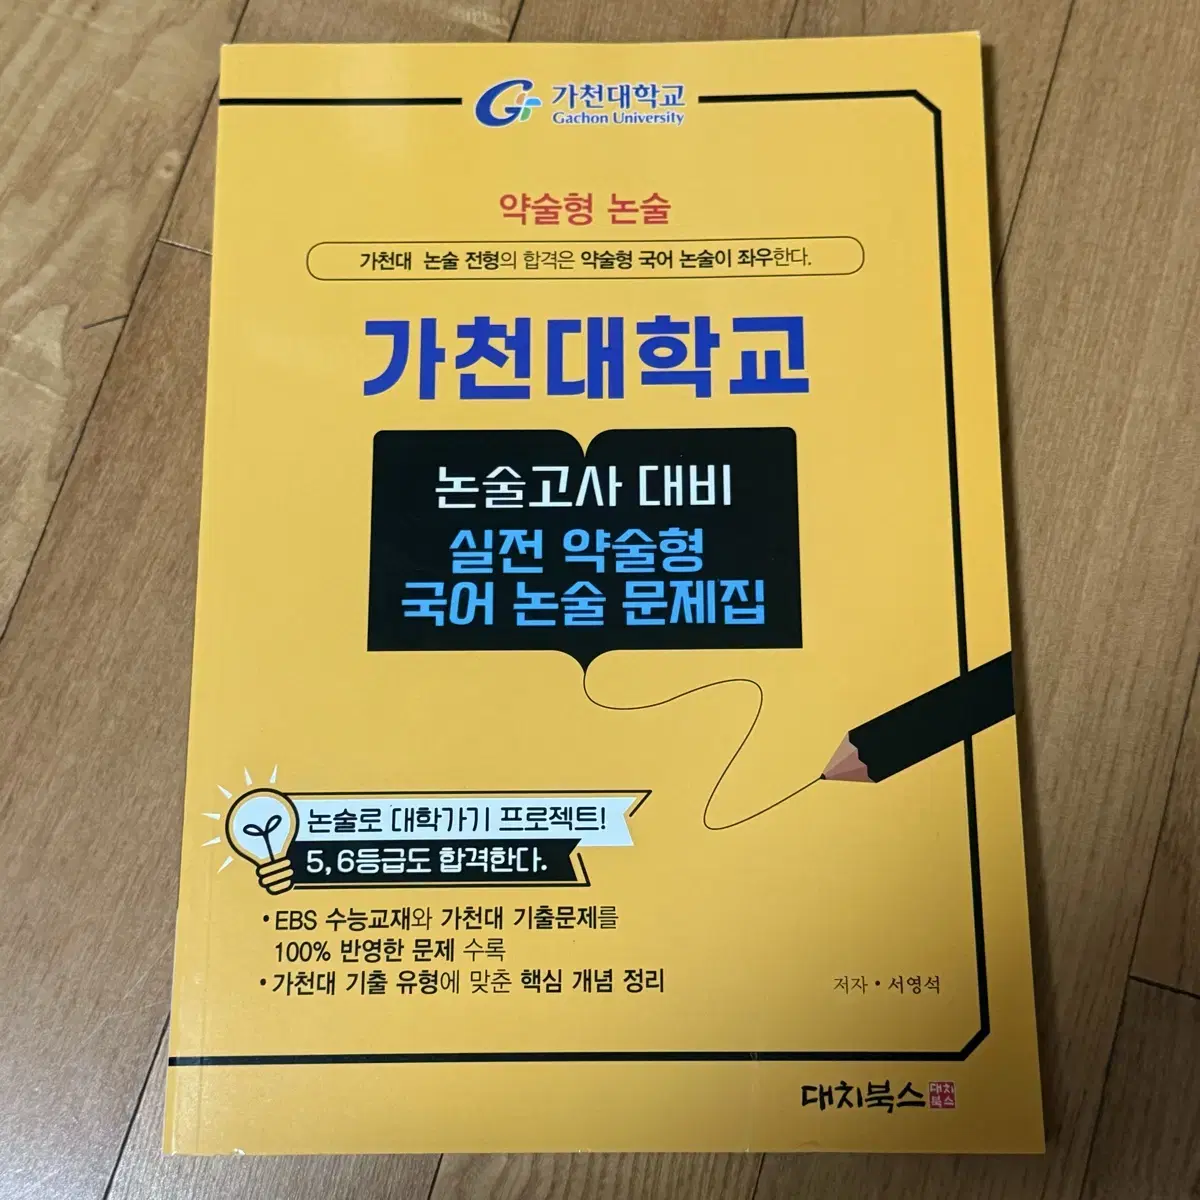 가천대학교
Gachon University
약술형 논술
가천대 논술 전형의 합격은 약술형 국어 논술이 좌우한다.
가천대학교
논술고사 대비
실전 약술형
국어 논술 문제집
논술로 대학가기 프로젝트!
5, 6등급도 합격한다.
•EBS 수능교재와 가천대 기출문제를
100% 반영한 문제 수록
•가천대 기출 유형에 맞춘 핵심 개념 정리
저자 • 서영석
대치북스 대치
북스